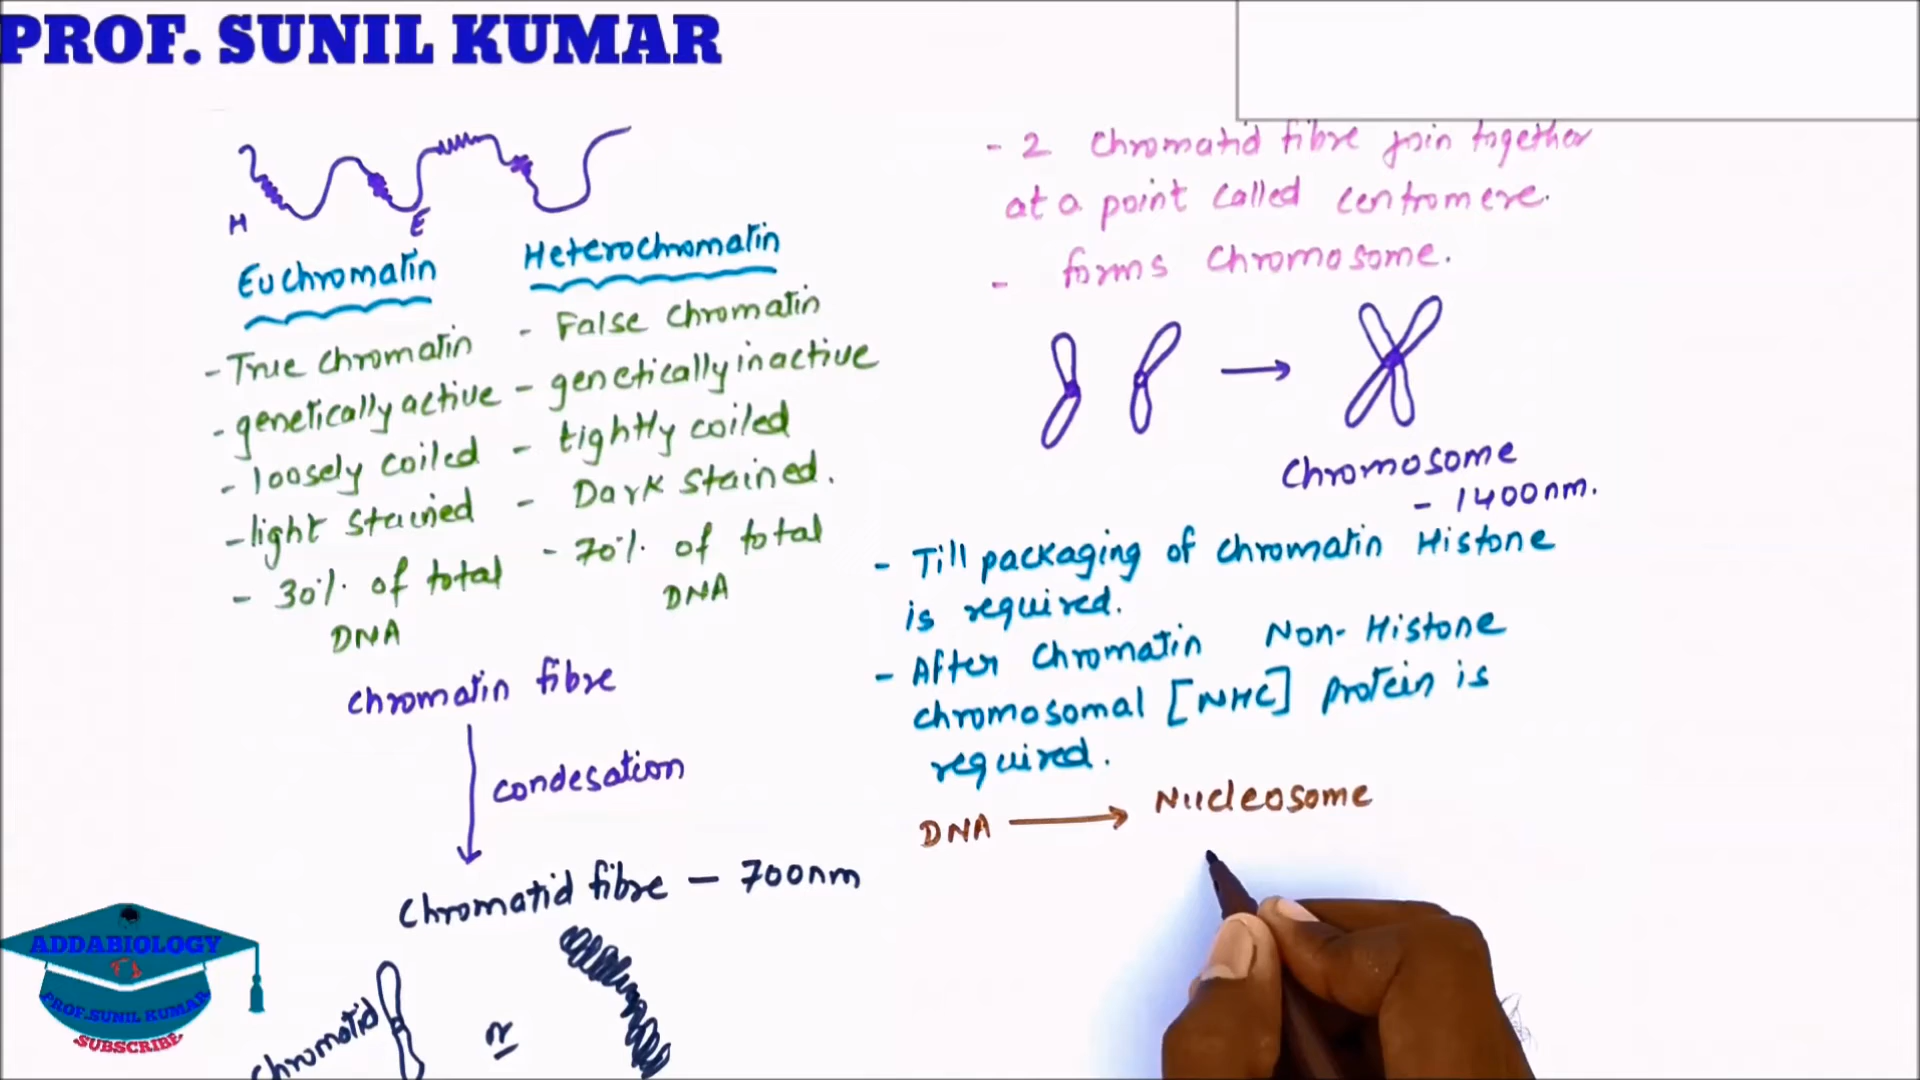 PROF. SUNIL KUMAR
H
E
Euchromatin
- True chromatin
- genetically active
- loosely coiled
- light stained
- 30% of total
DNA
Heterochromatin
- False chromatin
- genetically inactive
- tightly coiled
- Dark stained.
- 70% of total
DNA
chromatin fibre
condesation
chromatid fibre - 700nm
chromatid
or
- 2 chromatid fibre join together
at a point called centromere.
- forms chromosome.
chromosome
- 1400nm.
- Till packaging of chromatin Histone
is required.
- After chromatin Non-Histone
chromosomal [NHC] protein is
required.
DNA → Nucleosome
ADDABIOLOGY
PROF.SUNIL KUMAR
SUBSCRIBE